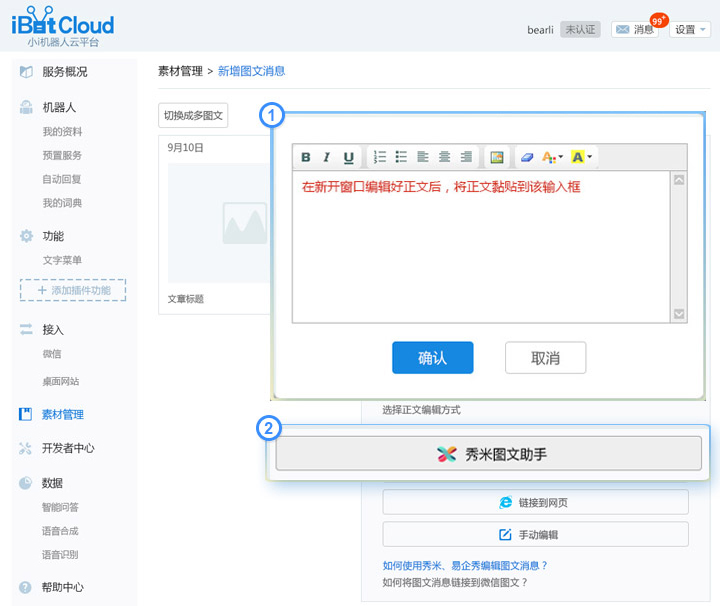 iBotCloud
小i机器人云平台
bearli 未认证 消息 99+ 设置
服务概况
机器人
我的资料
预置服务
自动回复
我的词典
功能
文字菜单
+ 添加插件功能
接入
微信
桌面网站
素材管理
开发者中心
数据
智能问答
语音合成
语音识别
帮助中心
素材管理 > 新增图文消息
切换成多图文
9月10日
文章标题
1
B I U A A
在新开窗口编辑好正文后，将正文黏贴到该输入框
确认 取消
选择正文编辑方式
2
秀米图文助手
链接到网页
手动编辑
如何使用秀米、易企秀编辑图文消息？
如何将图文消息链接到微信图文？